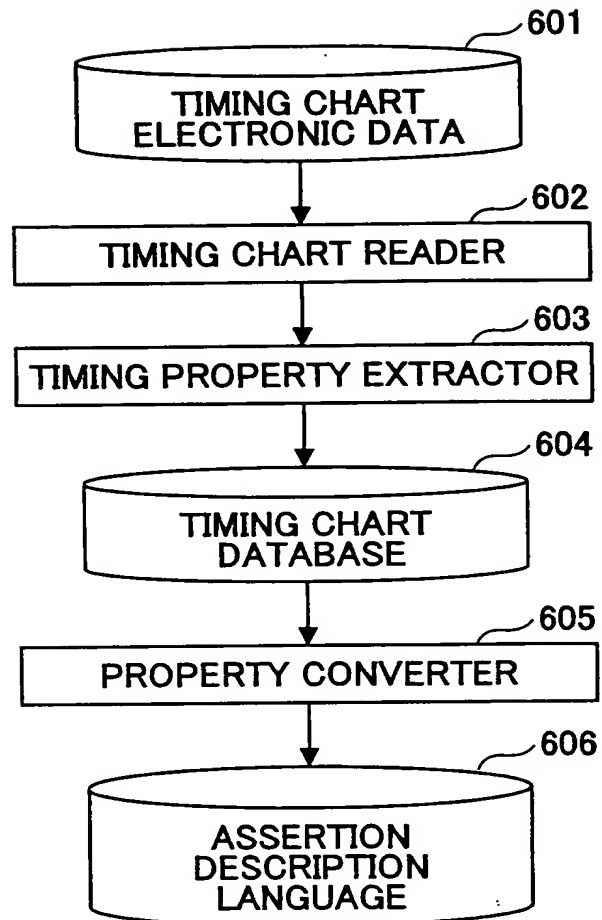 601
TIMING CHART
ELECTRONIC DATA
602
TIMING CHART READER
603
TIMING PROPERTY EXTRACTOR
604
TIMING CHART
DATABASE
605
PROPERTY CONVERTER
606
ASSERTION
DESCRIPTION
LANGUAGE